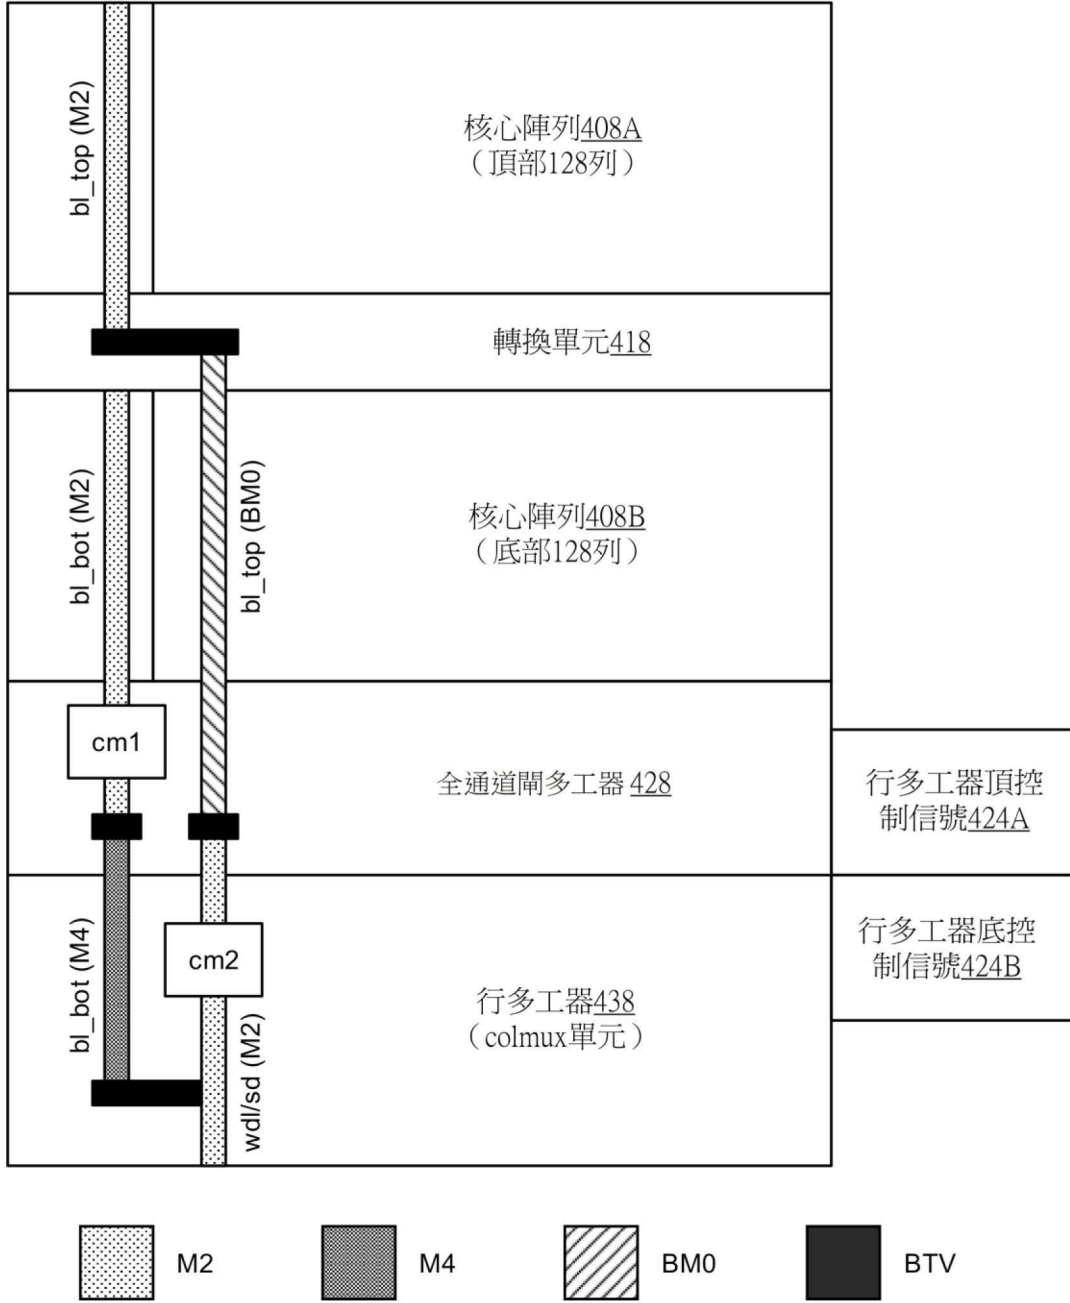 bl_top (M2)
核心陣列408A
（頂部128列）
轉換單元418
bl_bot (M2)
bl_top (BM0)
核心陣列408B
（底部128列）
cm1
全通道閘多工器 428
行多工器頂控
制信號424A
bl_bot (M4)
cm2
wdl/sd (M2)
行多工器438
（colmux單元）
行多工器底控
制信號424B
M2
M4
BM0
BTV